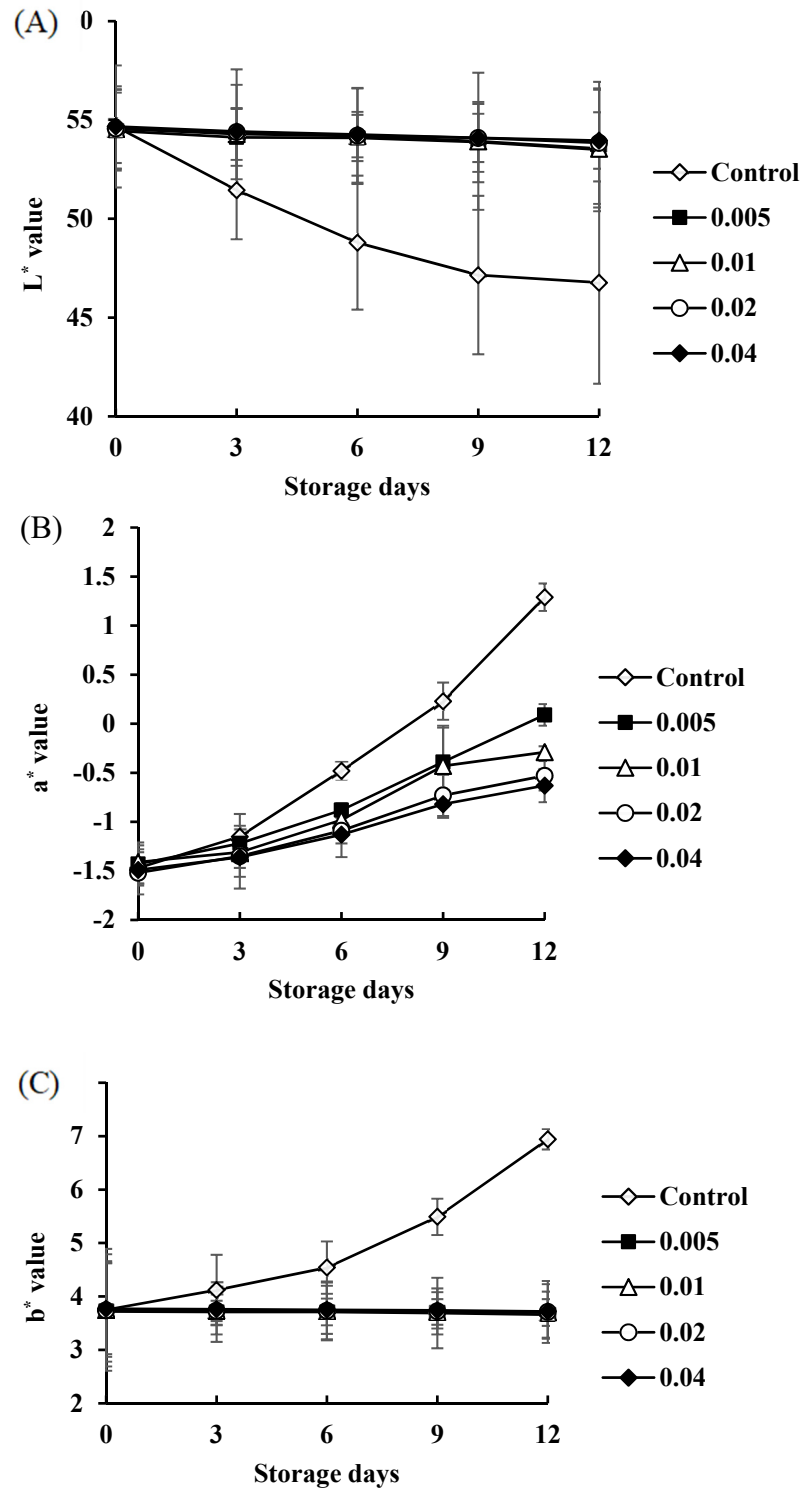 (A)
0
55
50
45
40
L* value
0 3 6 9 12
Storage days
Control
0.005
0.01
0.02
0.04
(B)
2
1.5
1
0.5
0
-0.5
-1
-1.5
-2
a* value
0 3 6 9 12
Storage days
Control
0.005
0.01
0.02
0.04
(C)
7
6
5
4
3
2
b* value
0 3 6 9 12
Storage days
Control
0.005
0.01
0.02
0.04